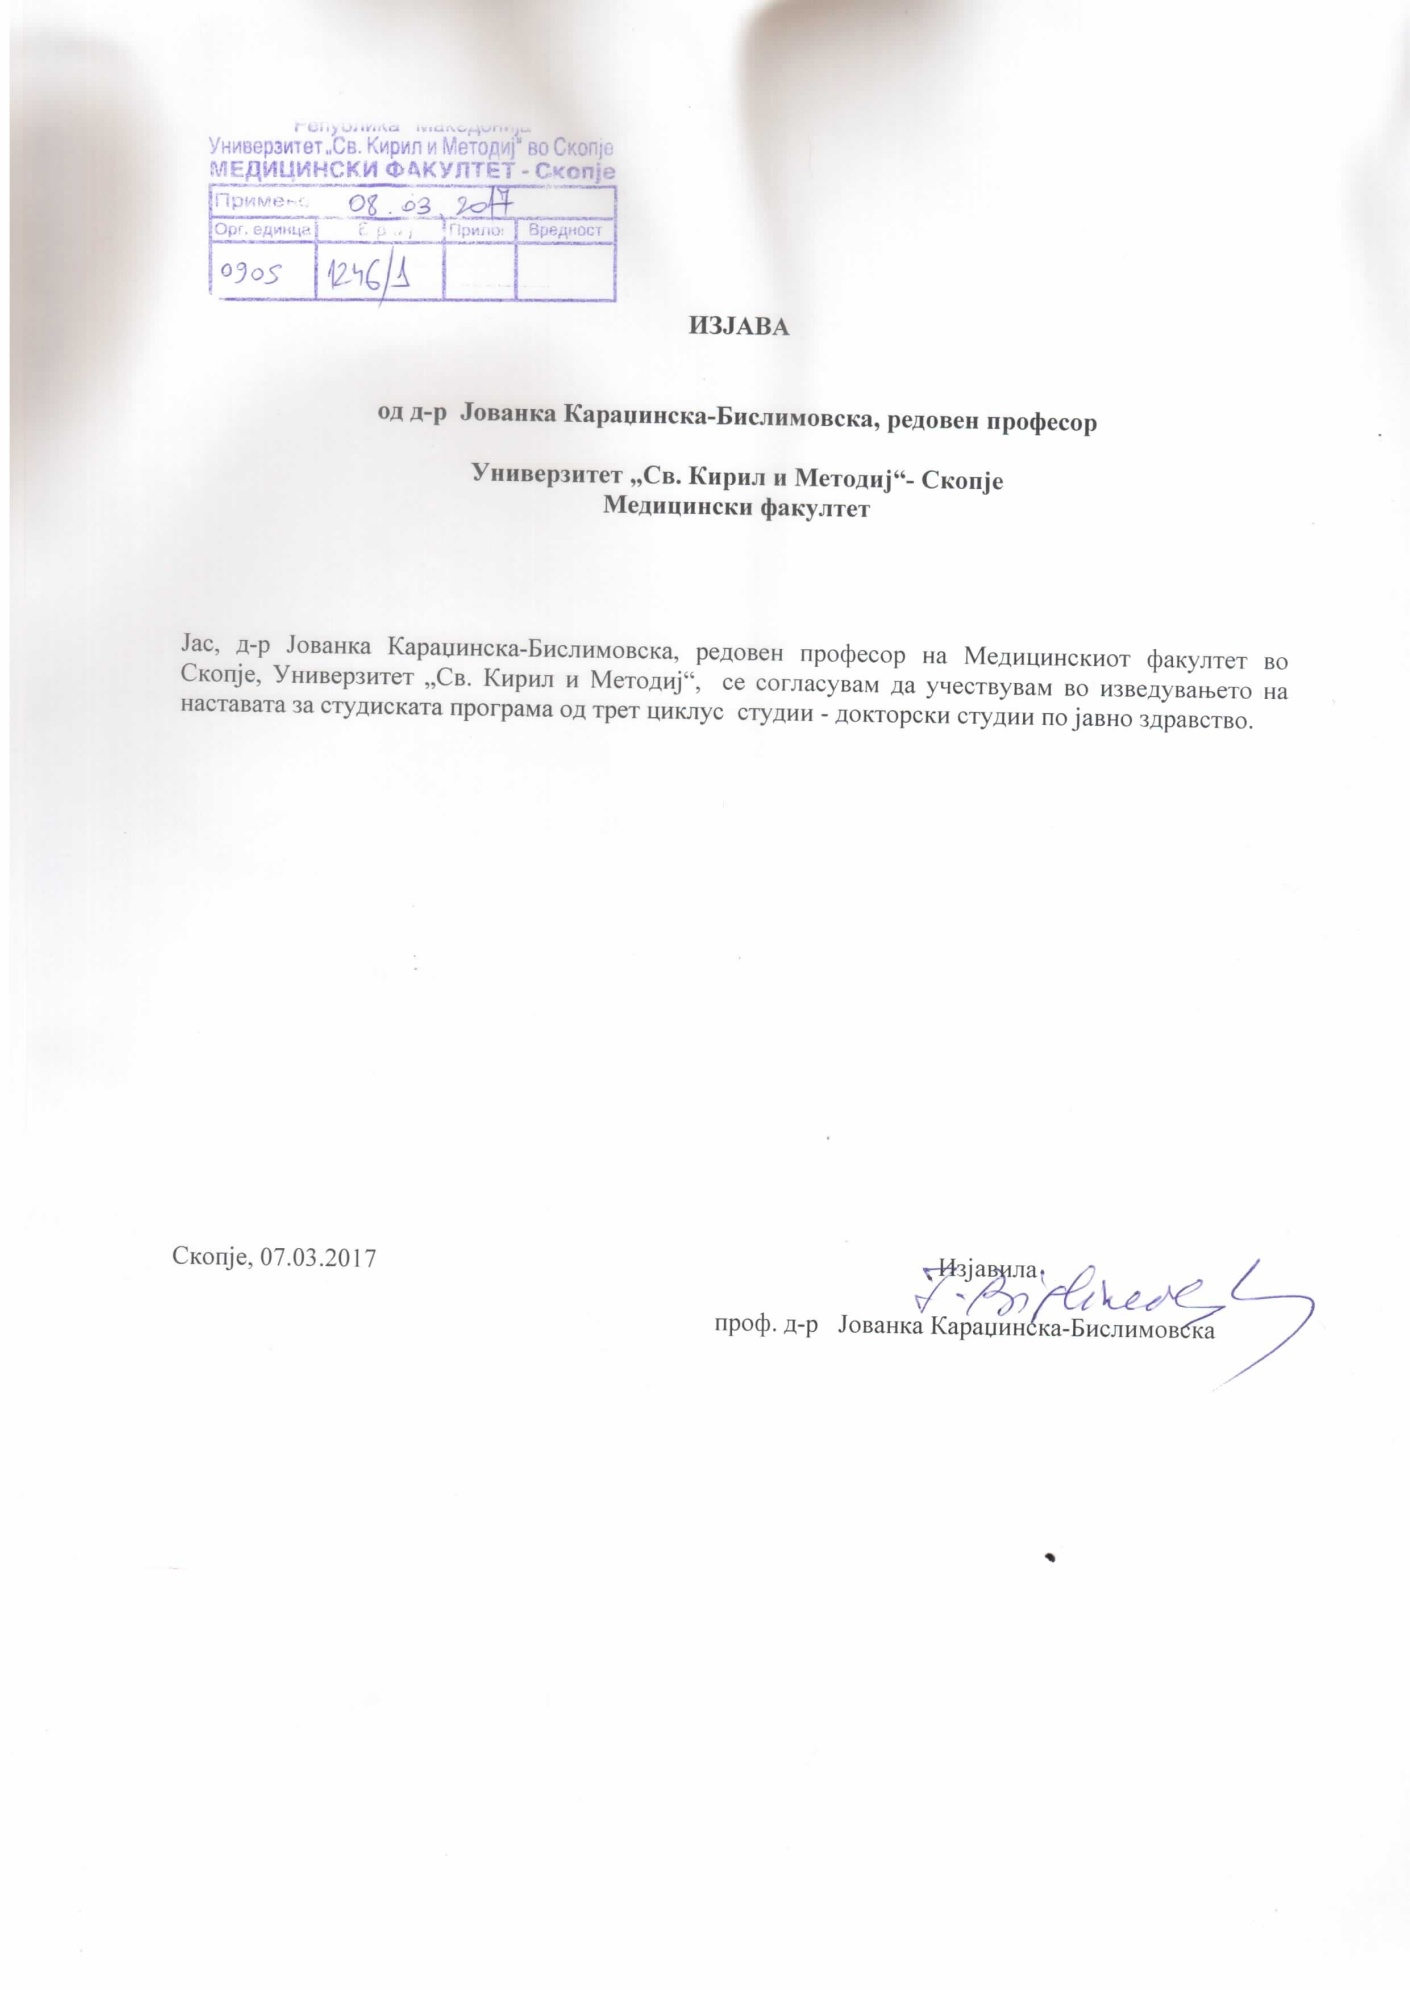 Република Македонија
Универзитет „Св. Кирил и Методиј“ во Скопје
МЕДИЦИНСКИ ФАКУЛТЕТ - Скопје
Примено 08.03.2017
Орг. единца Број Прилог Вредност
0905 1246/1
ИЗЈАВА
од д-р Јованка Караџинска-Бислимовска, редовен професор
Универзитет „Св. Кирил и Методиј“- Скопје
Медицински факултет
Јас, д-р Јованка Караџинска-Бислимовска, редовен професор на Медицинскиот факултет во
Скопје, Универзитет „Св. Кирил и Методиј“, се согласувам да учествувам во изведувањето на
наставата за студиската програма од трет циклус студии - докторски студии по јавно здравство.
Скопје, 07.03.2017
Изјавила
проф. д-р Јованка Караџинска-Бислимовска